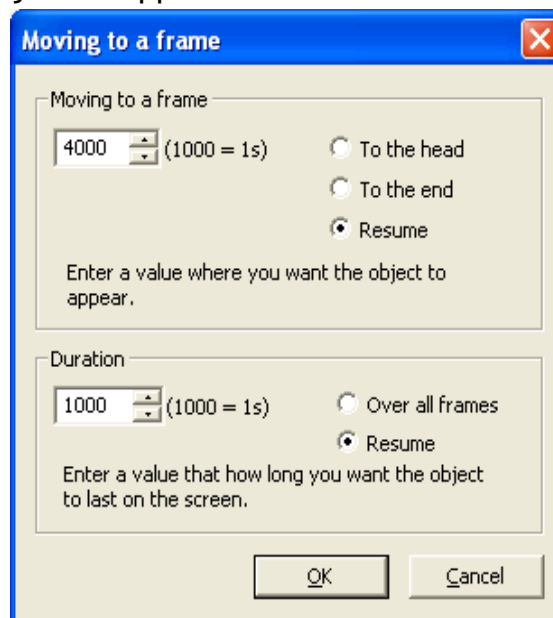 Moving to a frame
Moving to a frame
4000 (1000 = 1s)
To the head
To the end
Resume
Enter a value where you want the object to
appear.
Duration
1000 (1000 = 1s)
Over all frames
Resume
Enter a value that how long you want the object
to last on the screen.
OK
Cancel